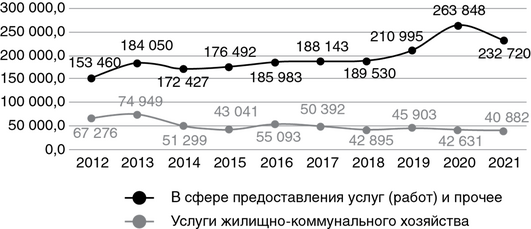 300 000,0
250 000,0
200 000,0
150 000,0
100 000,0
50 000,0
0,0
153 460 184 050 172 427 176 492 185 983 188 143 189 530 210 995 263 848 232 720
67 276 74 949 51 299 43 041 55 093 50 392 42 895 45 903 42 631 40 882
2012 2013 2014 2015 2016 2017 2018 2019 2020 2021
В сфере предоставления услуг (работ) и прочее
Услуги жилищно-коммунального хозяйства